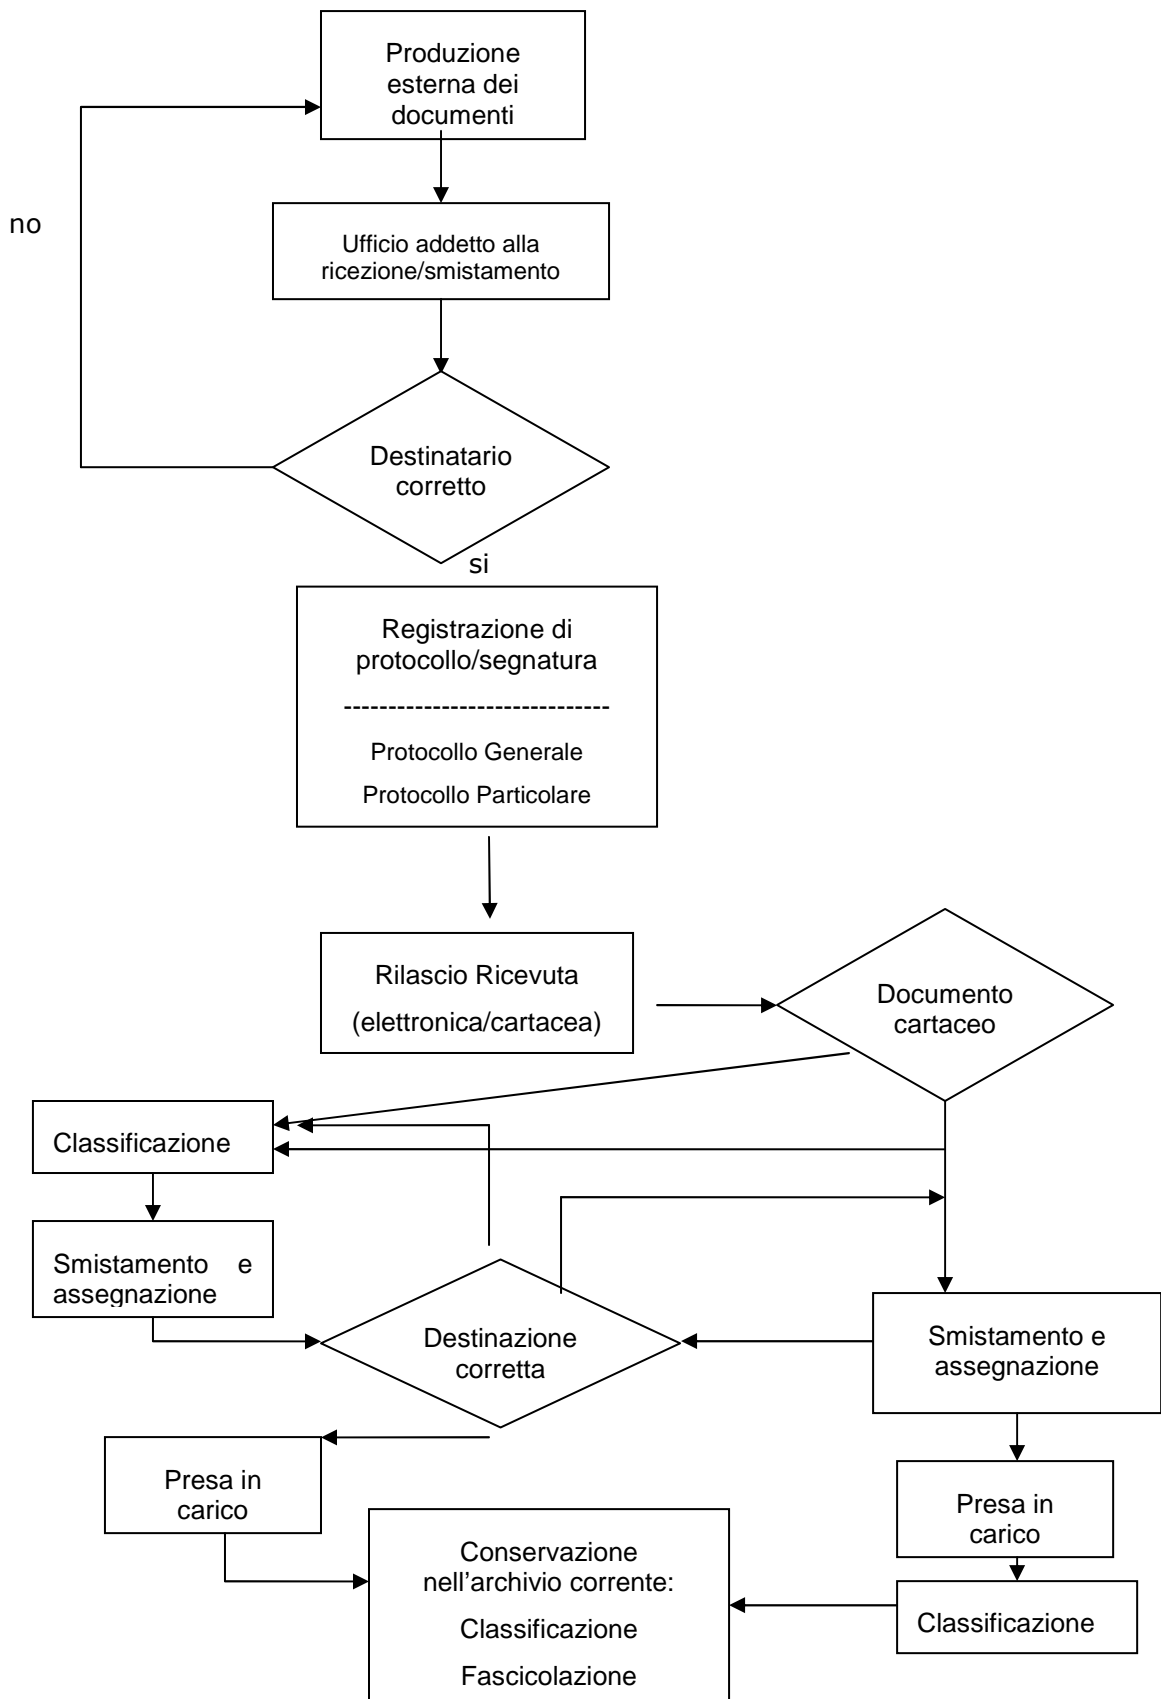 Produzione
esterna dei
documenti
no
Ufficio addetto alla
ricezione/smistamento
Destinatario
corretto
si
Registrazione di
protocollo/segnatura
------------------------------
Protocollo Generale
Protocollo Particolare
Rilascio Ricevuta
(elettronica/cartacea)
Documento
cartaceo
Classificazione
Smistamento e
assegnazione
Destinazione
corretta
Smistamento e
assegnazione
Presa in
carico
Presa in
carico
Conservazione
nell’archivio corrente:
Classificazione
Fascicolazione
Classificazione